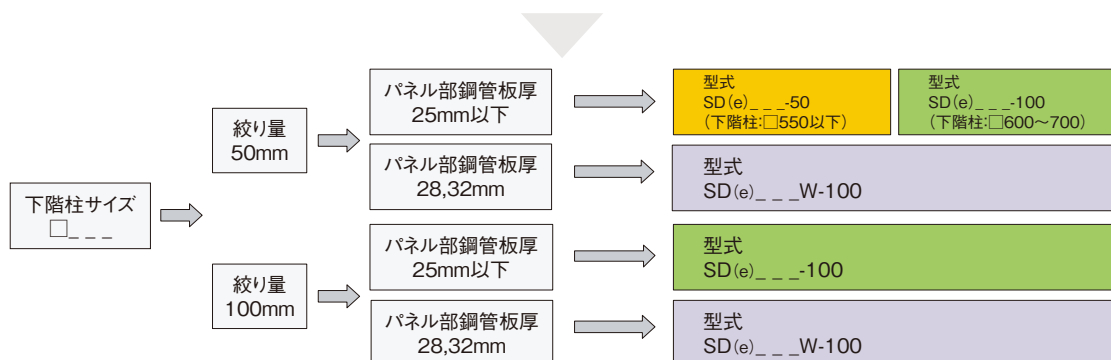 下階柱サイズ
□_ _ _
絞り量
50mm
パネル部鋼管板厚
25mm以下
型式
SD(e)_ _ _-50
(下階柱:□550以下)
型式
SD(e)_ _ _-100
(下階柱:□600〜700)
パネル部鋼管板厚
28,32mm
型式
SD(e)_ _ _W-100
絞り量
100mm
パネル部鋼管板厚
25mm以下
型式
SD(e)_ _ _-100
パネル部鋼管板厚
28,32mm
型式
SD(e)_ _ _W-100